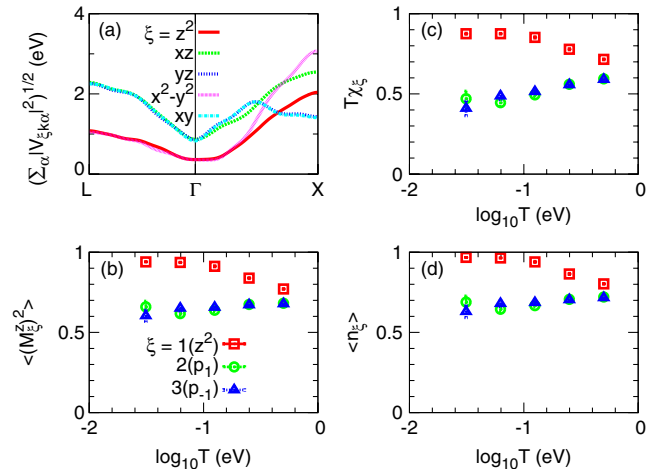 (a)
ξ = z²
xz
yz
x²-y²
xy
(Σα|Vξkα|²)^1/2 (eV)
4
2
0
L
Γ
X
(c)
Tχξ
1
0.5
0
-2
-1
0
log₁₀T (eV)
(b)
<(Mᶻξ)²>
1
0.5
0
ξ = 1(z²)
2(p₁)
3(p₋₁)
-2
-1
0
log₁₀T (eV)
(d)
<nξ>
1
0.5
0
-2
-1
0
log₁₀T (eV)